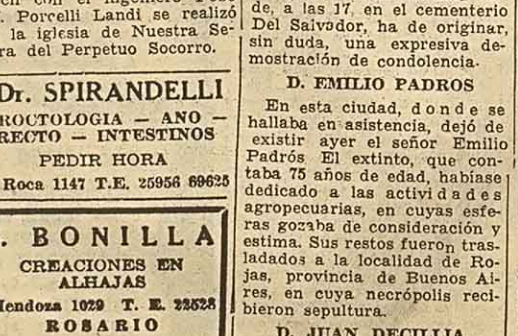 . Porcelli Landi se realizó
la iglesia de Nuestra Se-
ra del Perpetuo Socorro.
Dr. SPIRANDELLI
ROCTOLOGIA — ANO —
RECTO — INTESTINOS
PEDIR HORA
Roca 1147 T.E. 25956 69625
. BONILLA
CREACIONES EN
ALHAJAS
Mendoza 1029 T. E. 22528
ROSARIO
de, a las 17, en el cementerio
Del Salvador, ha de originar,
sin duda, una expresiva de-
mostración de condolencia.
D. EMILIO PADROS
En esta ciudad, donde se
hallaba en asistencia, dejó de
existir ayer el señor Emilio
Padrós El extinto, que con-
taba 75 años de edad, habíase
dedicado a las actividades
agropecuarias, en cuyas esfe-
ras gozaba de consideración y
estima. Sus restos fueron tras-
ladados a la localidad de Ro-
jas, provincia de Buenos Ai-
res, en cuya necrópolis reci-
bieron sepultura.
D. JUAN DECILLIA